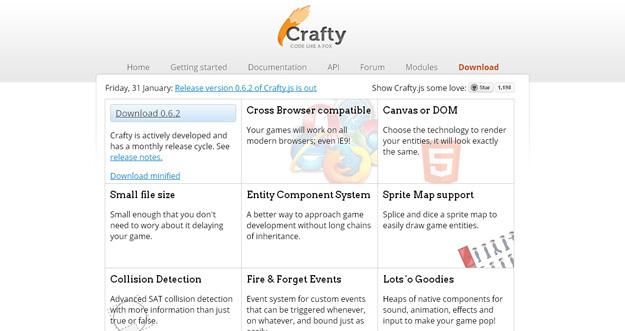 Crafty
CODE LIKE A FOX
Home Getting started Documentation API Forum Modules Download
Friday, 31 January: Release version 0.6.2 of Crafty.js is out
Show Crafty.js some love: Star 1,198
Download 0.6.2
Crafty is actively developed and
has a monthly release cycle. See
release notes.
Download minified
Cross Browser compatible
Your games will work on all
modern browsers; even IE9!
Canvas or DOM
Choose the technology to render
your entities, it will look exactly
the same.
Small file size
Small enough that you don't
need to wory about it delaying
your game.
Entity Component System
A better way to approach game
development without long chains
of inheritance.
Sprite Map support
Splice and dice a sprite map to
easily draw game entities.
Collision Detection
Advanced SAT collision detection
with more information than just
true or false.
Fire & Forget Events
Event system for custom events
that can be triggered whenever,
on whatever, and bound just as
Lots 'o Goodies
Heaps of native components for
sound, animation, effects and
input to make your game pop!